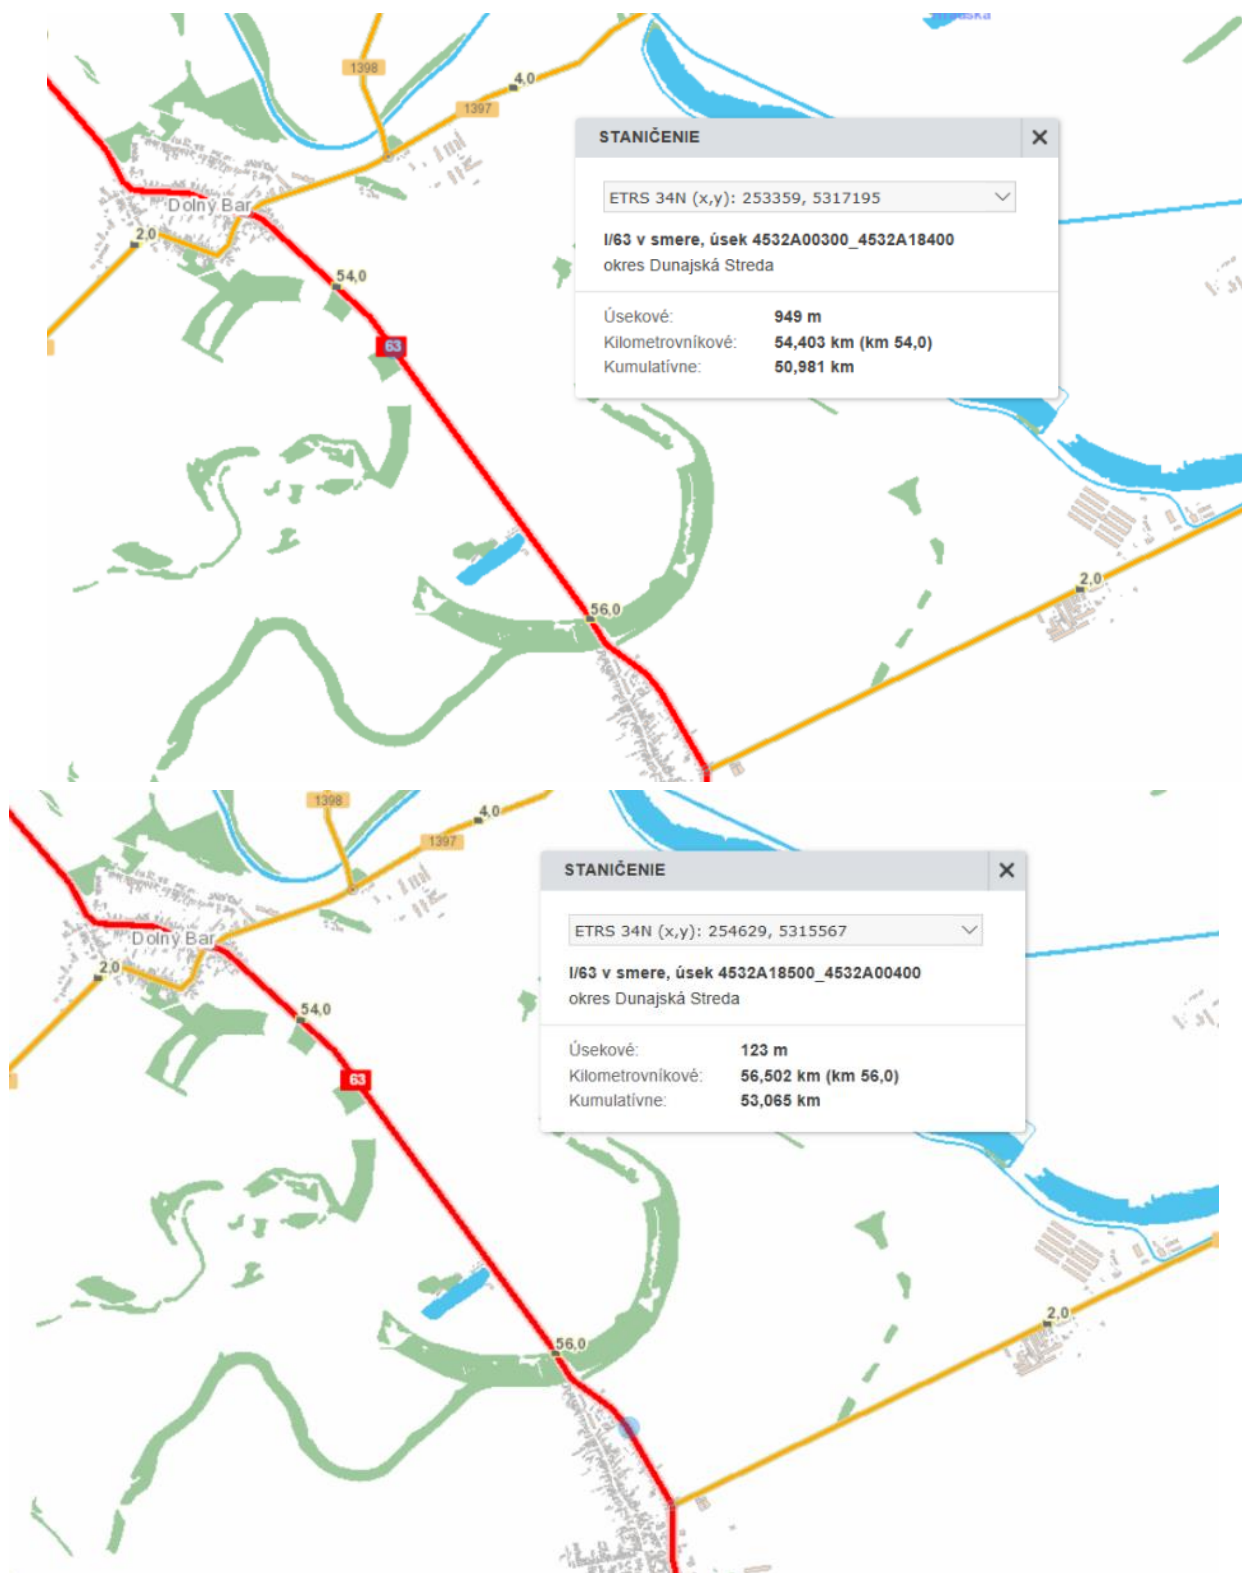 1398
4,0
1397
STANIČENIE
ETRS 34N (x,y): 253359, 5317195
Dolný Bar
2,0
I/63 v smere, úsek 4532A00300_4532A18400
okres Dunajská Streda
54,0
Úsekové: 949 m
63
Kilometrovníkové: 54,403 km (km 54,0)
Kumulatívne: 50,981 km
2,0
56,0
1398
4,0
1397
STANIČENIE
ETRS 34N (x,y): 254629, 5315567
Dolný Bar
2,0
I/63 v smere, úsek 4532A18500_4532A00400
okres Dunajská Streda
54,0
Úsekové: 123 m
63
Kilometrovníkové: 56,502 km (km 56,0)
Kumulatívne: 53,065 km
2,0
56,0